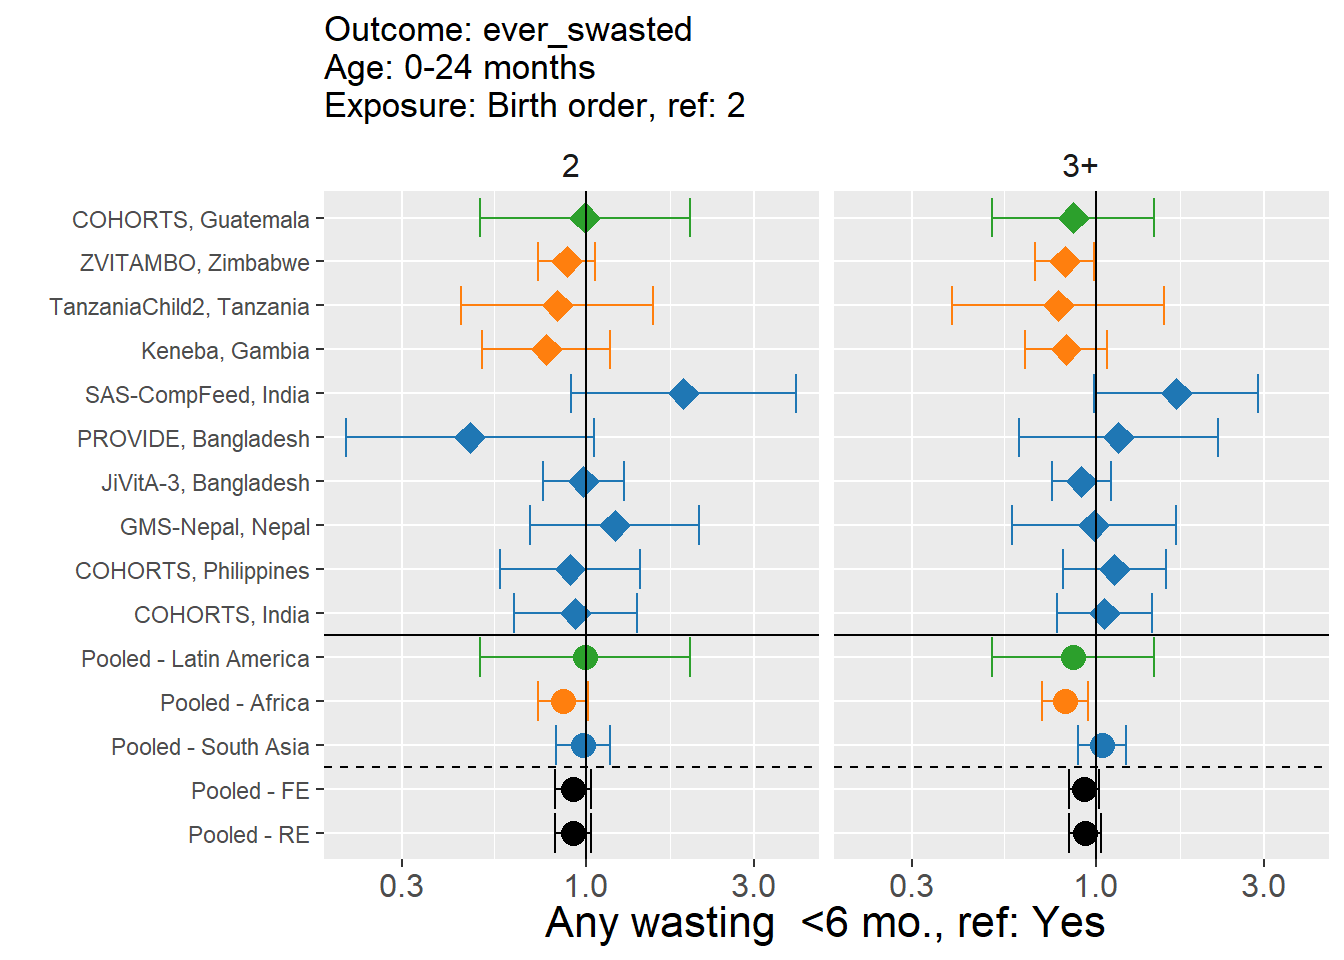 Outcome: ever_swasted
Age: 0-24 months
Exposure: Birth order, ref: 2
2
3+
COHORTS, Guatemala
ZVITAMBO, Zimbabwe
TanzaniaChild2, Tanzania
Keneba, Gambia
SAS-CompFeed, India
PROVIDE, Bangladesh
JiVitA-3, Bangladesh
GMS-Nepal, Nepal
COHORTS, Philippines
COHORTS, India
Pooled - Latin America
Pooled - Africa
Pooled - South Asia
Pooled - FE
Pooled - RE
0.3 1.0 3.0 0.3 1.0 3.0
Any wasting  <6 mo., ref: Yes